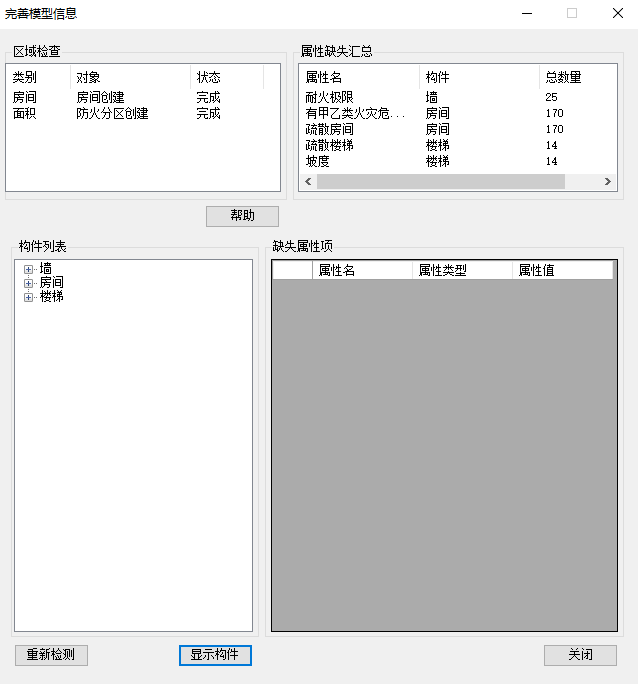 完善模型信息
区域检查
类别 对象 状态
房间 房间创建 完成
面积 防火分区创建 完成
帮助
属性缺失汇总
属性名 构件 总数量
耐火极限 墙 25
有甲乙类火灾危... 房间 170
疏散房间 房间 170
疏散楼梯 楼梯 14
坡度 楼梯 14
构件列表
墙
房间
楼梯
缺失属性项
属性名 属性类型 属性值
重新检测 显示构件 关闭